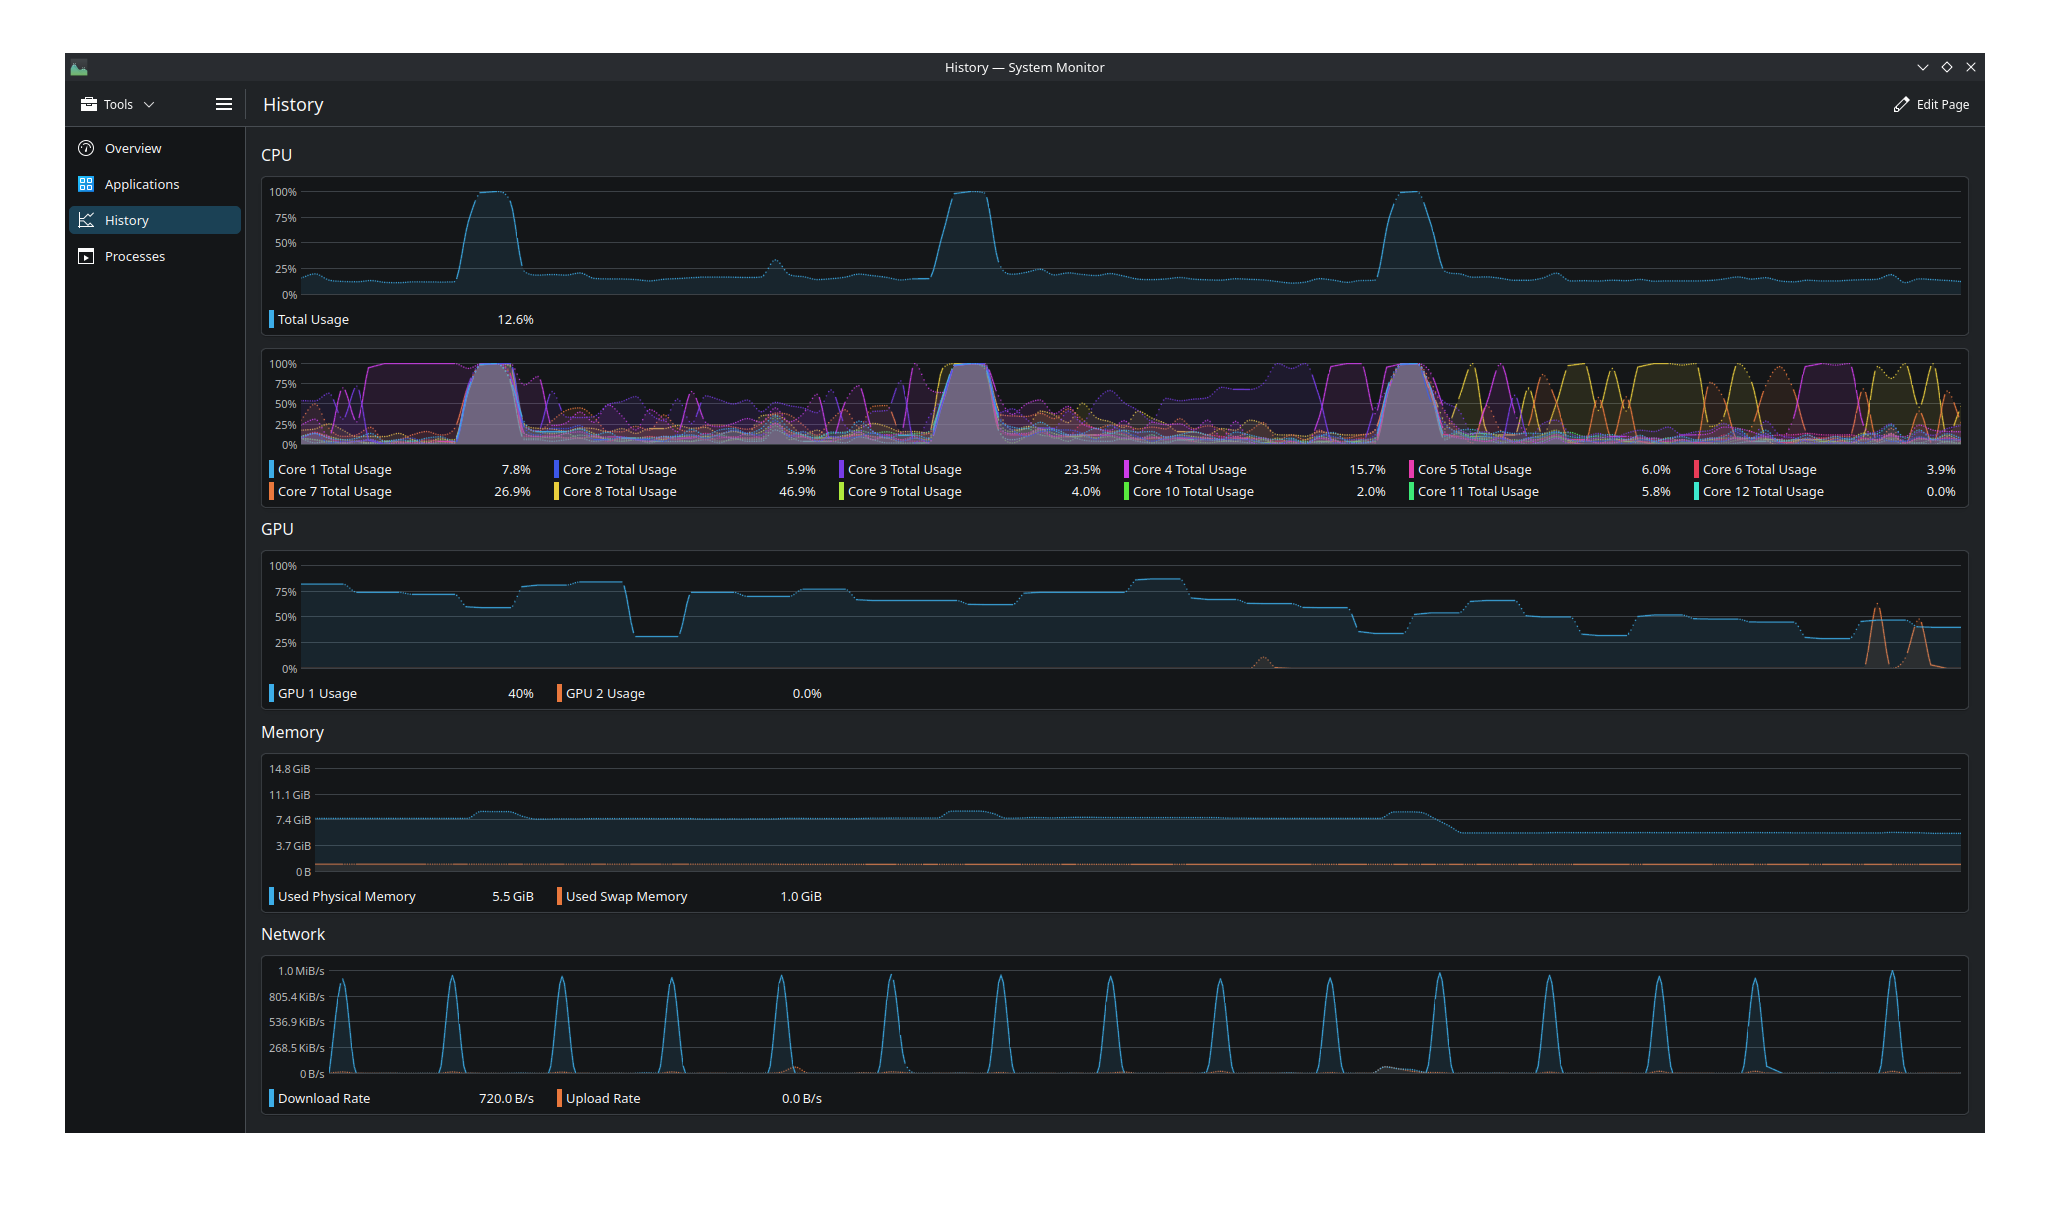 History — System Monitor
Tools
History
Edit Page
Overview
Applications
History
Processes
CPU
100%
75%
50%
25%
0%
Total Usage 12.6%
100%
75%
50%
25%
0%
Core 1 Total Usage 7.8% Core 2 Total Usage 5.9% Core 3 Total Usage 23.5% Core 4 Total Usage 15.7% Core 5 Total Usage 6.0% Core 6 Total Usage 3.9%
Core 7 Total Usage 26.9% Core 8 Total Usage 46.9% Core 9 Total Usage 4.0% Core 10 Total Usage 2.0% Core 11 Total Usage 5.8% Core 12 Total Usage 0.0%
GPU
100%
75%
50%
25%
0%
GPU 1 Usage 40% GPU 2 Usage 0.0%
Memory
14.8 GiB
11.1 GiB
7.4 GiB
3.7 GiB
0 B
Used Physical Memory 5.5 GiB Used Swap Memory 1.0 GiB
Network
1.0 MiB/s
805.4 KiB/s
536.9 KiB/s
268.5 KiB/s
0 B/s
Download Rate 720.0 B/s Upload Rate 0.0 B/s